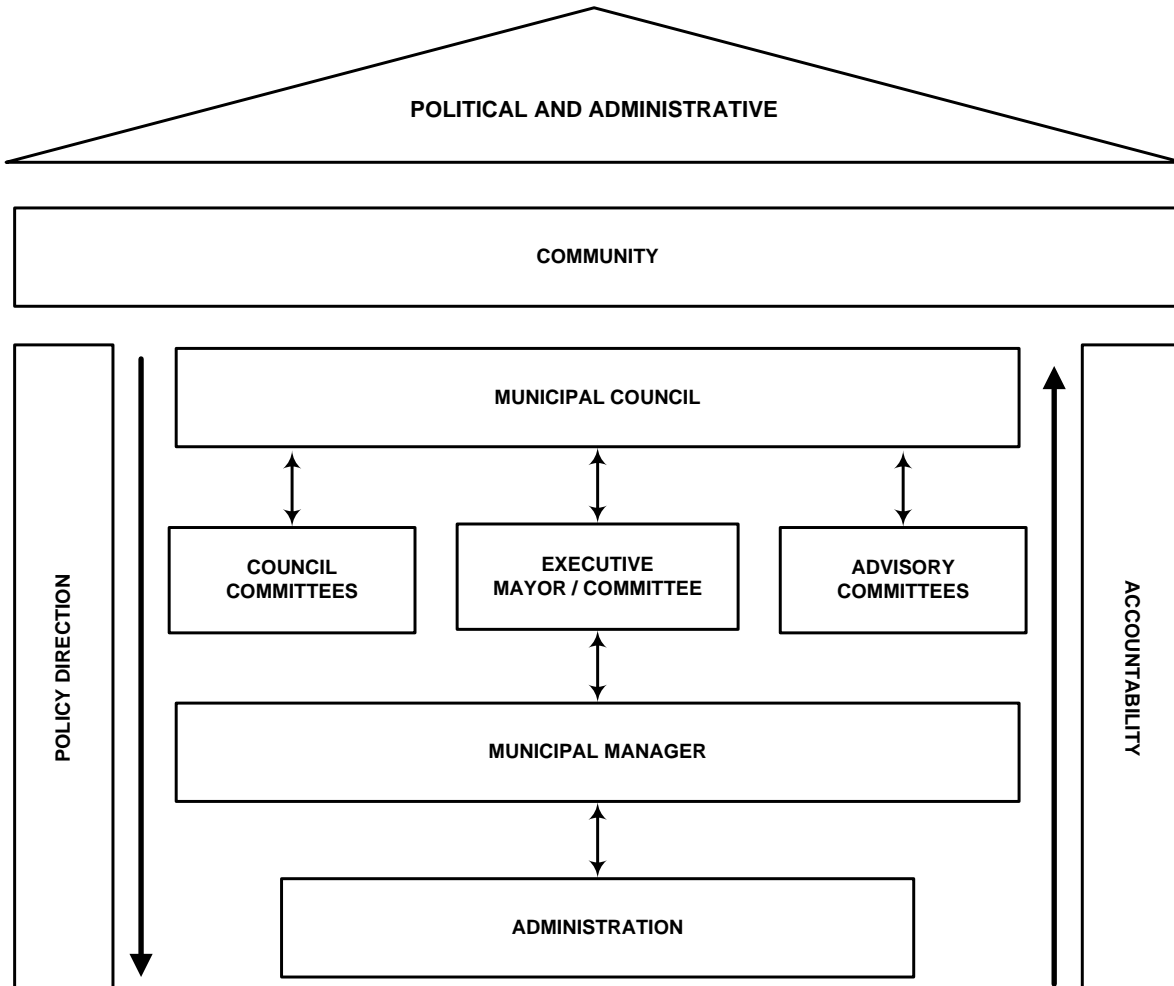 POLITICAL AND ADMINISTRATIVE
COMMUNITY
MUNICIPAL COUNCIL
COUNCIL
COMMITTEES
EXECUTIVE
MAYOR / COMMITTEE
ADVISORY
COMMITTEES
POLICY DIRECTION
ACCOUNTABILITY
MUNICIPAL MANAGER
ADMINISTRATION